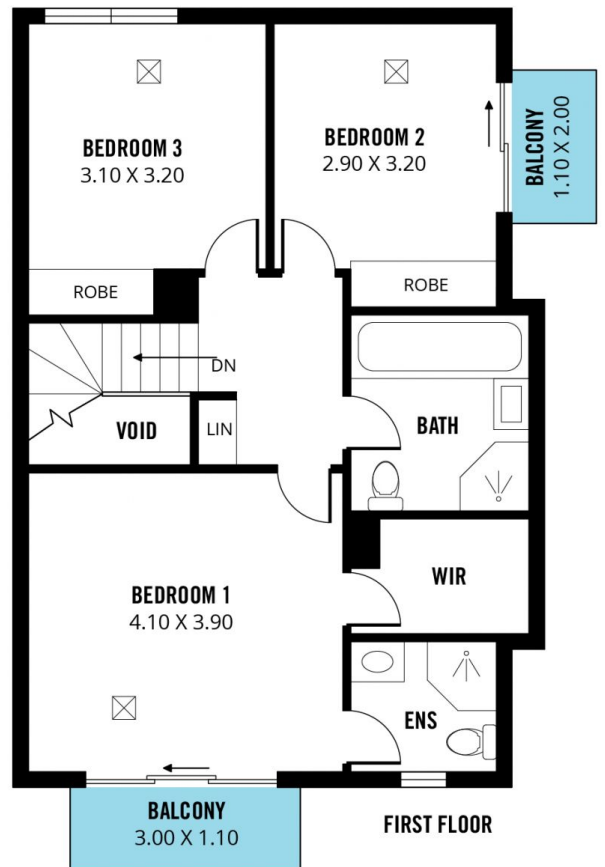 BEDROOM 3
3.10 X 3.20
BEDROOM 2
2.90 X 3.20
BALCONY
1.10 X 2.00
ROBE
ROBE
DN
VOID
LIN
BATH
BEDROOM 1
4.10 X 3.90
WIR
ENS
BALCONY
3.00 X 1.10
FIRST FLOOR